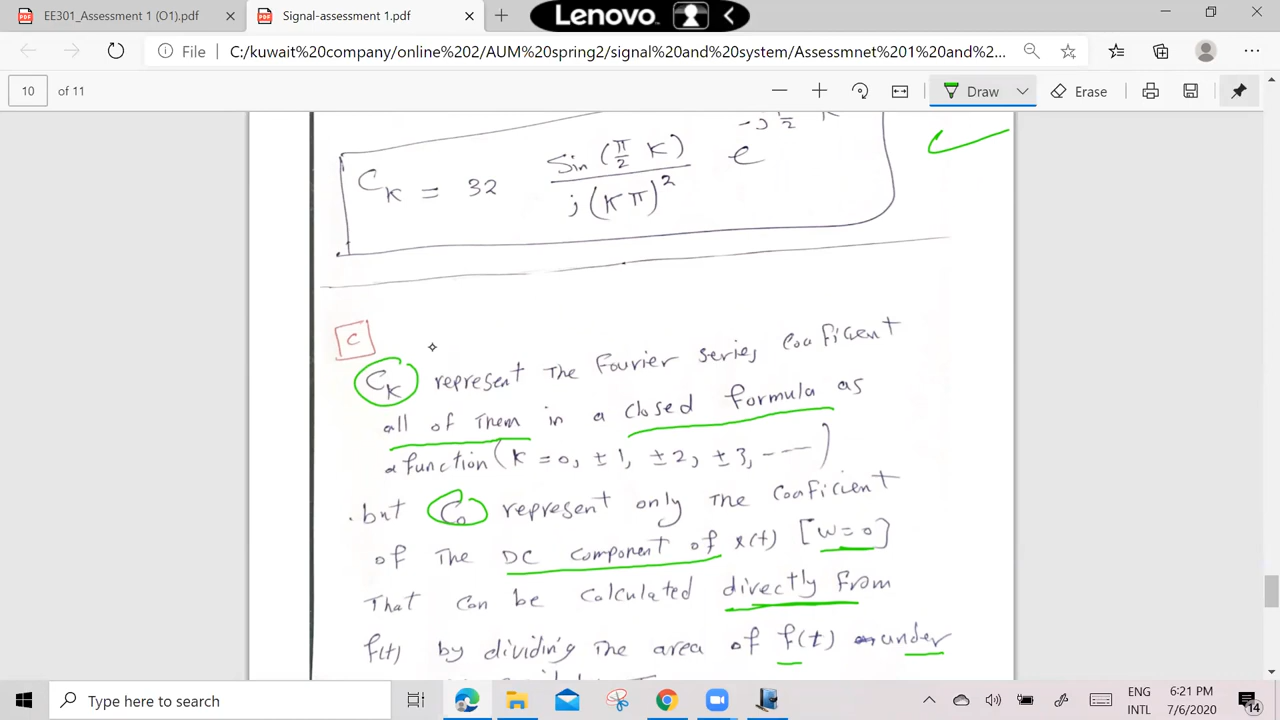 EE301_Assessment 1 (O1).pdf
Signal-assessment 1.pdf
Lenovo
File
C:/kuwait%20company/online%202/AUM%20spring2/signal%20and%20system/Assessmnet%201%20and%2...
10 of 11
Draw
Erase
C_K = 32 Sin (π/2 K) / j (K π)^2 e
C
C_K represent The Fourier series Coaficent
all of Them in a closed formula as
a function (K = 0, ±1, ±2, ±3, ------)
. but C_0 represent only The Coaficient
of The DC component of x(t) [w=0]
That can be calculated directly from
f(t) by dividing The area of f(t) under
Type here to search
ENG
INTL
6:21 PM
7/6/2020
14